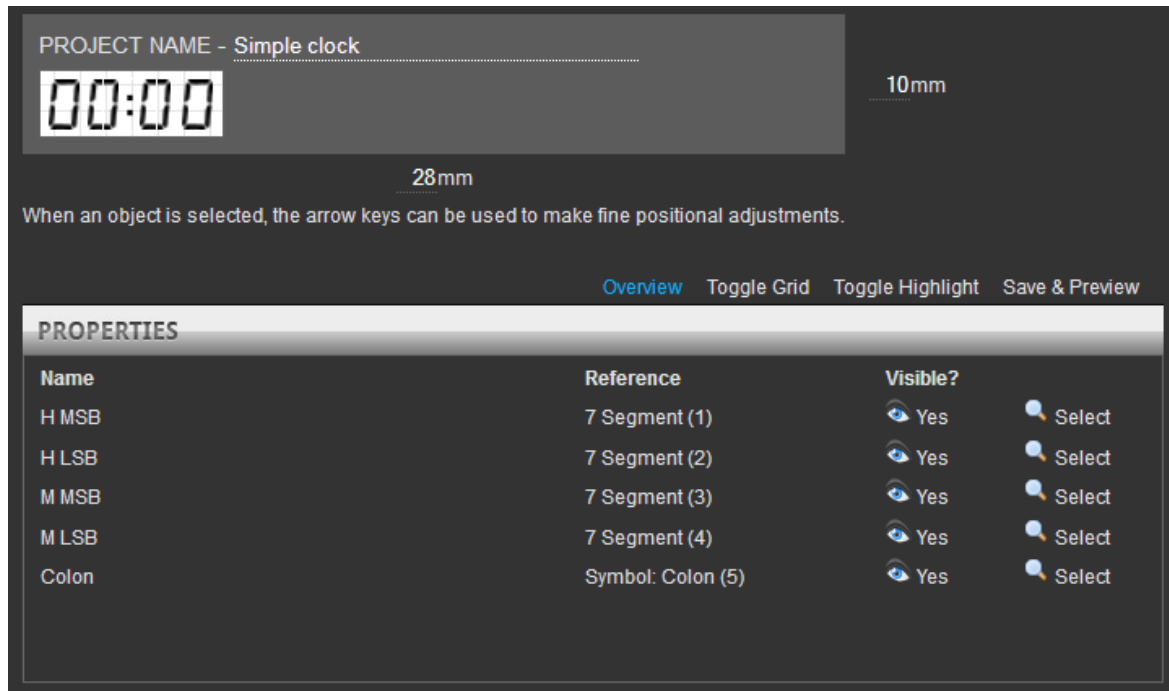 PROJECT NAME - Simple clock
00:00
10mm
28mm
When an object is selected, the arrow keys can be used to make fine positional adjustments.
Overview Toggle Grid Toggle Highlight Save & Preview
PROPERTIES
Name Reference Visible?
H MSB 7 Segment (1) Yes Select
H LSB 7 Segment (2) Yes Select
M MSB 7 Segment (3) Yes Select
M LSB 7 Segment (4) Yes Select
Colon Symbol: Colon (5) Yes Select